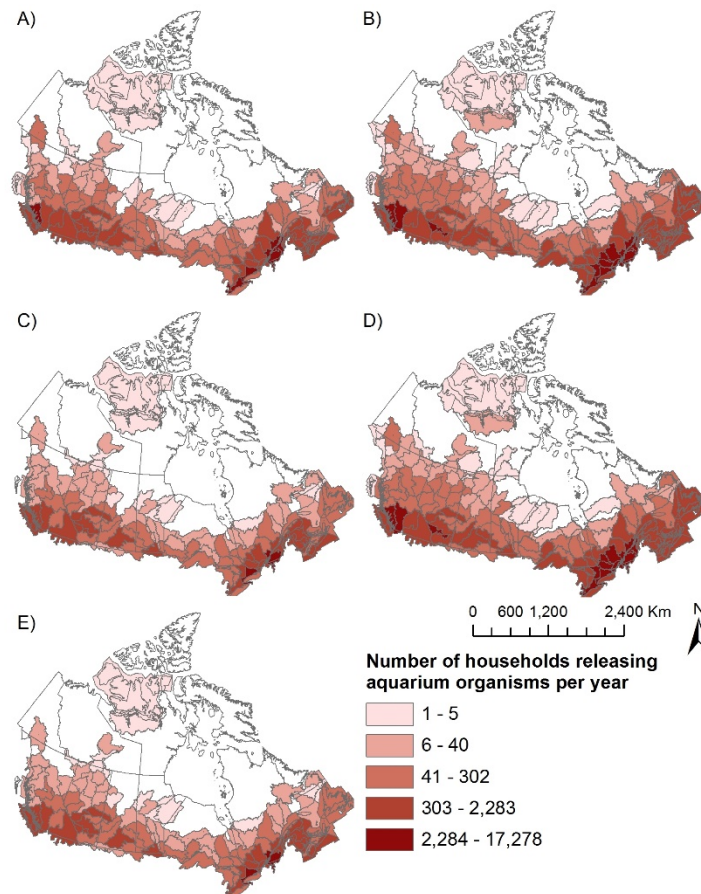 A)
B)
C)
D)
E)
0 600 1,200 2,400 Km
N
Number of households releasing
aquarium organisms per year
1 - 5
6 - 40
41 - 302
303 - 2,283
2,284 - 17,278